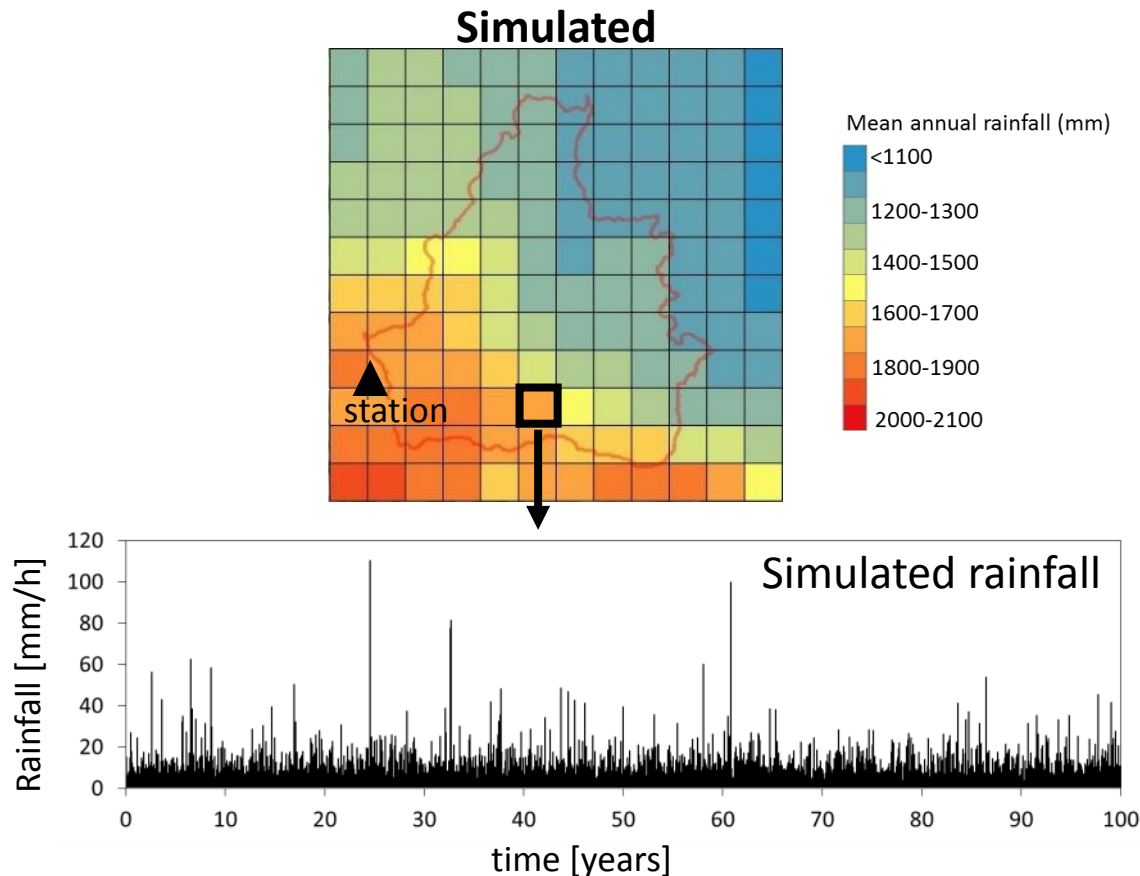 Simulated
Mean annual rainfall (mm)
<1100
1200-1300
1400-1500
1600-1700
1800-1900
2000-2100
station
Simulated rainfall
Rainfall [mm/h]
120
100
80
60
40
20
0
0 10 20 30 40 50 60 70 80 90 100
time [years]